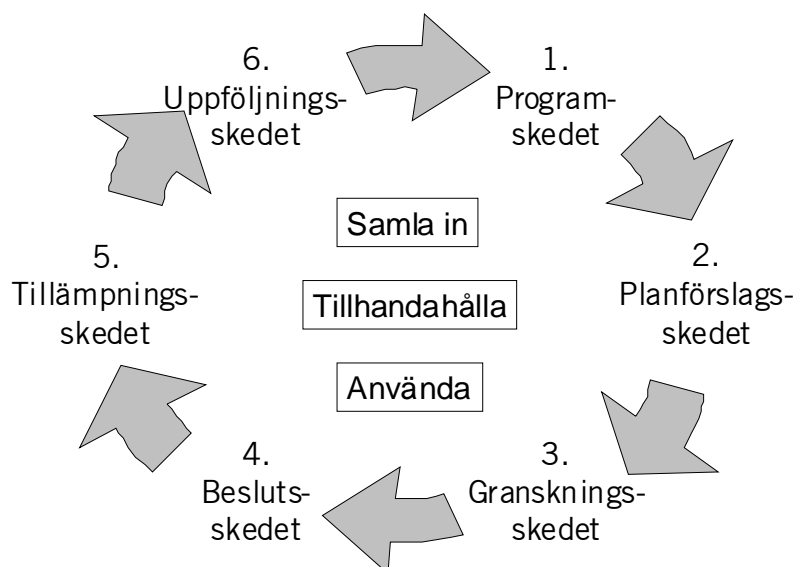 6.
Uppföljnings-
skedet
1.
Program-
skedet
Samla in
5.
Tillämpnings-
skedet
Tillhandahålla
2.
Planförslags-
skedet
Använda
4.
Besluts-
skedet
3.
Gransknings-
skedet